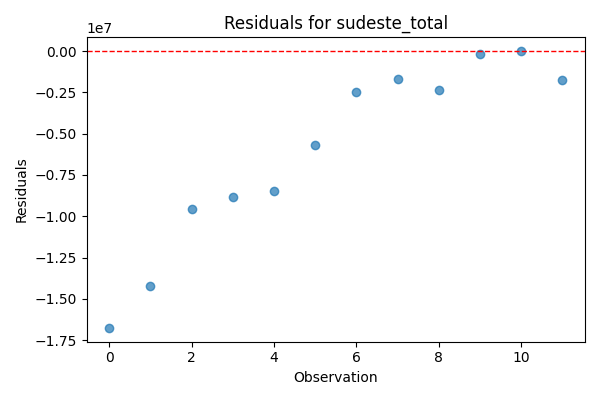 Residuals for sudeste_total
1e7
0.00
−0.25
−0.50
−0.75
−1.00
−1.25
−1.50
−1.75
Residuals
0 2 4 6 8 10
Observation